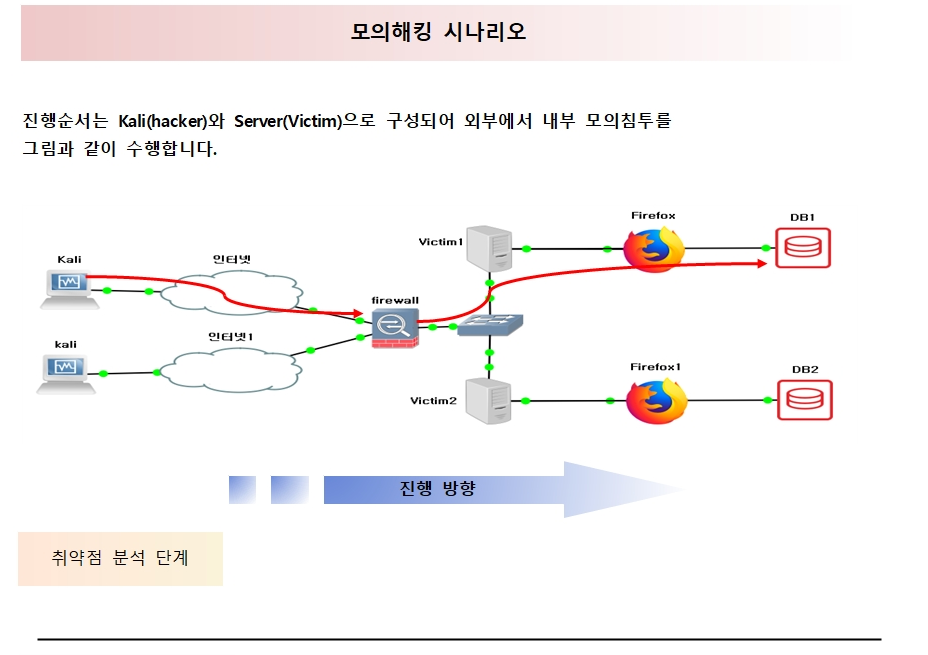 모의해킹 시나리오
진행순서는 Kali(hacker)와 Server(Victim)으로 구성되어 외부에서 내부 모의침투를
그림과 같이 수행합니다.
Firefox
DB1
Victim1
Kali
인터넷
firewall
인터넷1
kali
Firefox1
DB2
Victim2
진행 방향
취약점 분석 단계